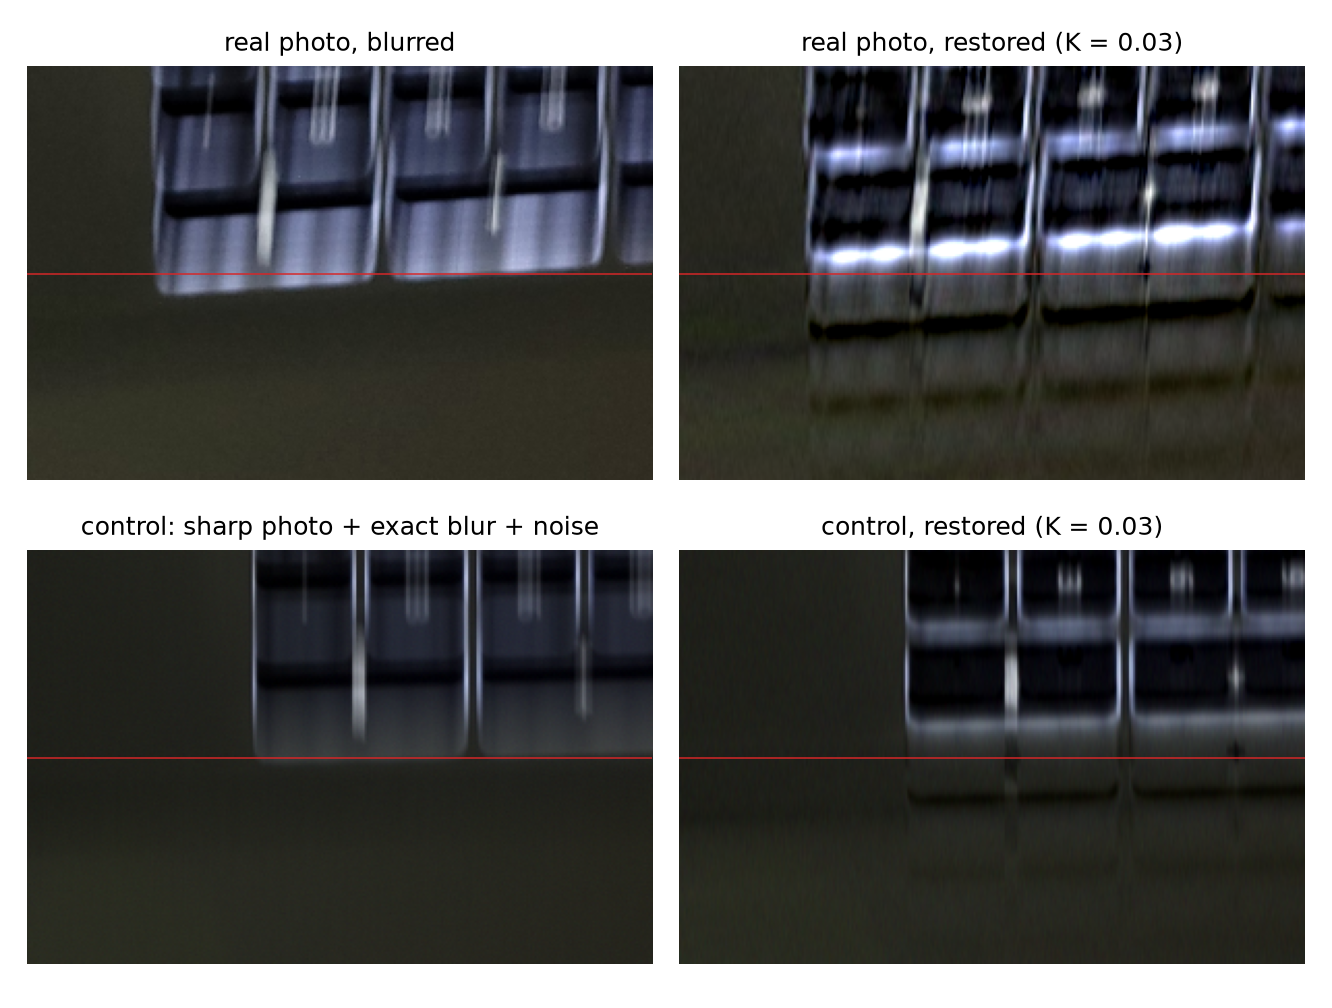 real photo, blurred
real photo, restored (K = 0.03)
control: sharp photo + exact blur + noise
control, restored (K = 0.03)